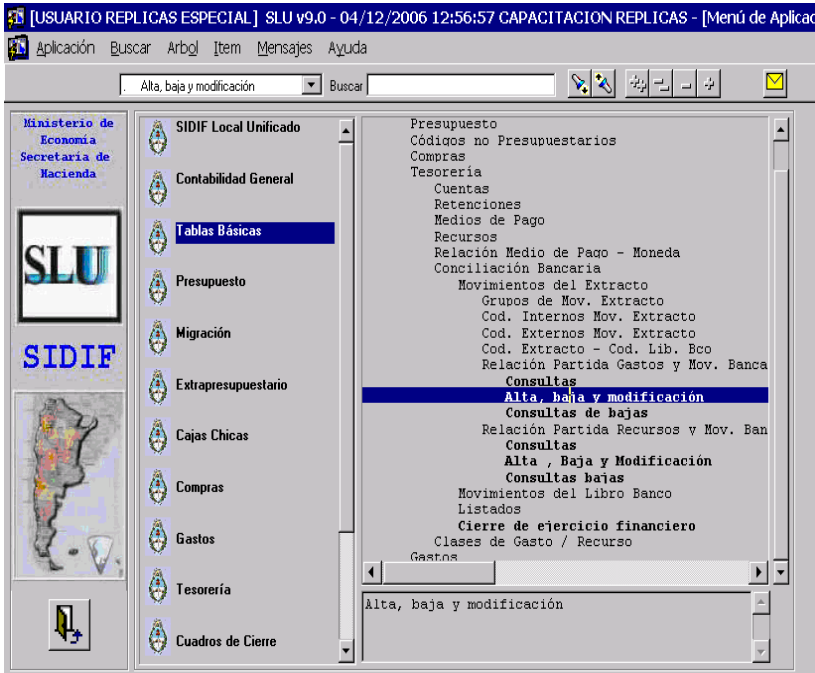 [USUARIO REPLICAS ESPECIAL] SLU v9.0 - 04/12/2006 12:56:57 CAPACITACION REPLICAS - [Menú de Aplicac
Aplicación Buscar Arbol Item Mensajes Ayuda
. Alta, baja y modificación Buscar
Ministerio de
Economía
Secretaría de
Hacienda
SLU
SIDIF
SIDIF Local Unificado
Contabilidad General
Tablas Básicas
Presupuesto
Migración
Extrapresupuestario
Cajas Chicas
Compras
Gastos
Tesorería
Cuadros de Cierre
Presupuesto
Códigos no Presupuestarios
Compras
Tesorería
Cuentas
Retenciones
Medios de Pago
Recursos
Relación Medio de Pago - Moneda
Conciliación Bancaria
Movimientos del Extracto
Grupos de Mov. Extracto
Cod. Internos Mov. Extracto
Cod. Externos Mov. Extracto
Cod. Extracto - Cod. Lib. Bco
Relación Partida Gastos y Mov. Banca
Consultas
Alta, baja y modificación
Consultas de bajas
Relación Partida Recursos y Mov. Ban
Consultas
Alta , Baja y Modificación
Consultas bajas
Movimientos del Libro Banco
Listados
Cierre de ejercicio financiero
Clases de Gasto / Recurso
Gastos
Alta, baja y modificación